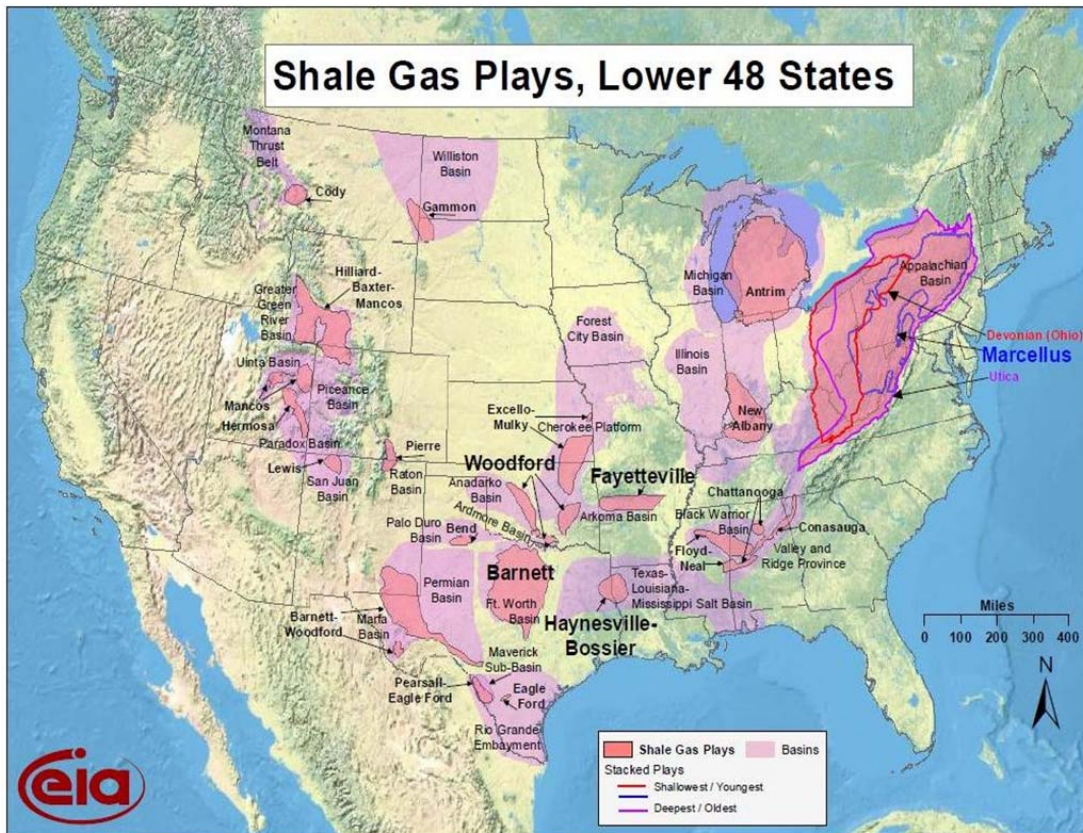 Shale Gas Plays, Lower 48 States
Montana
Thrust
Belt
Cody
Williston
Basin
Gammon
Hilliard-
Baxter-
Mancos
Greater
Green
River
Basin
Uinta Basin
Mancos
Piceance
Basin
Hermosa
Paradox Basin
Lewis
San Juan
Basin
Pierre
Raton
Basin
Michigan
Basin
Antrim
Forest
City Basin
Illinois
Basin
New
Albany
Appalachian
Basin
Devonian (Ohio)
Marcellus
Utica
Excello-
Mulky
Cherokee Platform
Woodford
Anadarko
Basin
Ardmore Basin
Fayetteville
Arkoma Basin
Chattanooga
Black Warrior
Basin
Conasauga
Floyd-
Neal
Valley and
Ridge Province
Palo Duro
Basin
Bend
Permian
Basin
Barnett
Ft. Worth
Basin
Barnett-
Woodford
Marfa
Basin
Texas-
Louisiana-
Mississippi Salt Basin
Haynesville-
Bossier
Maverick
Sub-Basin
Pearsall-
Eagle Ford
Eagle
Ford
Rio Grande
Embayment
Miles
0 100 200 300 400
N
Shale Gas Plays
Basins
Stacked Plays
Shallowest / Youngest
Deepest / Oldest
eia